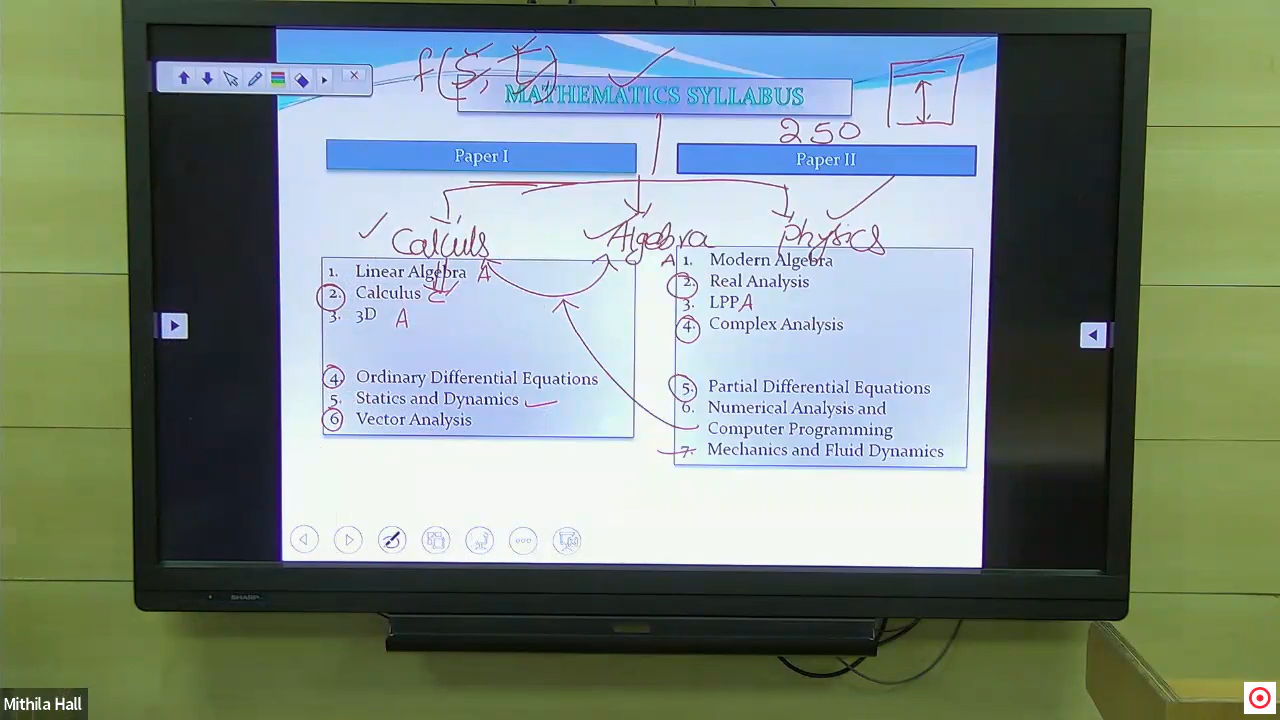 f(s, t)
MATHEMATICS SYLLABUS
250
Paper I
Paper II
Calculs
Algebra
Physics
1. Linear Algebra A
2. Calculus C
3. 3D A
4. Ordinary Differential Equations
5. Statics and Dynamics
6 Vector Analysis
A 1. Modern Algebra
2. Real Analysis
3. LPP A
4. Complex Analysis
5. Partial Differential Equations
6. Numerical Analysis and
Computer Programming
7. Mechanics and Fluid Dynamics
SHARP
Mithila Hall